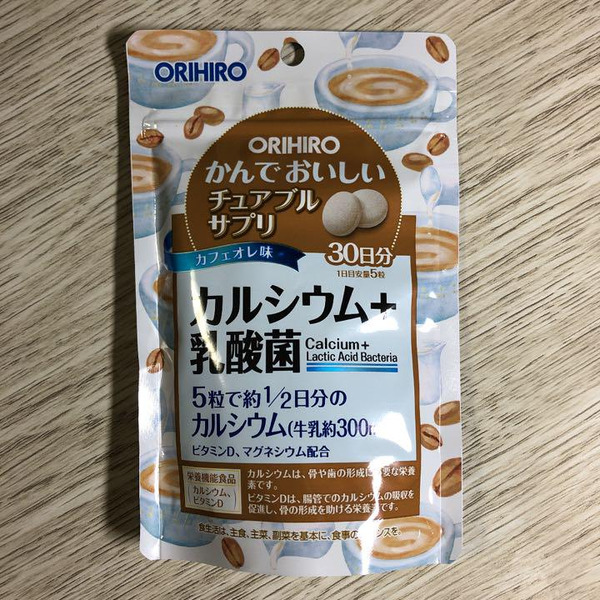 ORIHIRO
ORIHIRO
かんでおいしい
チュアブル
サプリ
カフェオレ味
30日分
1日目安量5粒
カルシウム+
乳酸菌
Calcium+
Lactic Acid Bacteria
5粒で約1/2日分の
カルシウム(牛乳約300
ビタミンD、マグネシウム配合
栄養機能食品
カルシウム、
ビタミンD
カルシウムは、骨や歯の形成に必要な栄養
素です。
ビタミンDは、腸管でのカルシウムの吸収を
促進し、骨の形成を助ける栄養素です。
食生活は、主食、主菜、副菜を基本に、食事のバランスを。